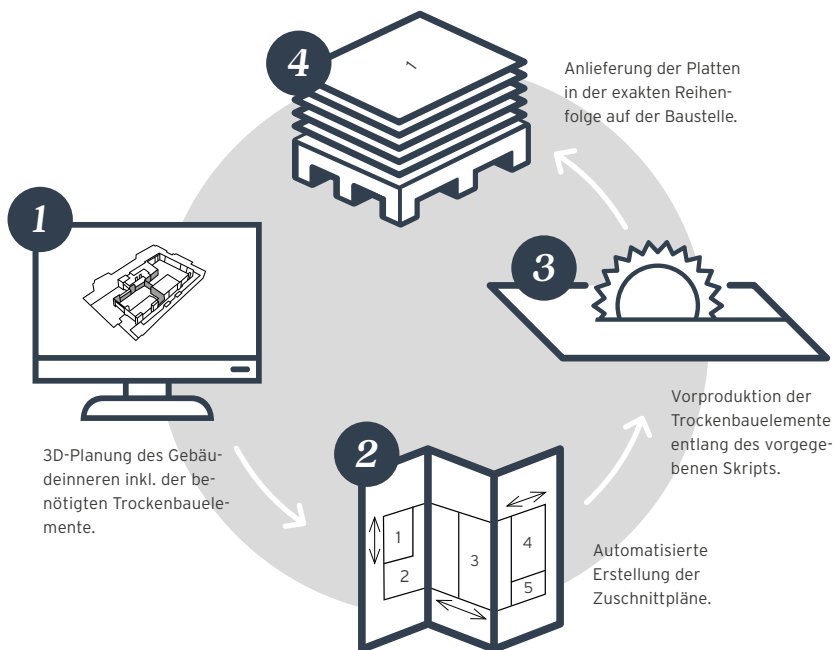 1
3D-Planung des Gebäu-
deinneren inkl. der be-
nötigten Trockenbauele-
mente.
2
1
2
3
4
5
Automatisierte
Erstellung der
Zuschnittpläne.
3
Vorproduktion der
Trockenbauelemente
entlang des vorgege-
benen Skripts.
4
1
Anlieferung der Platten
in der exakten Reihen-
folge auf der Baustelle.